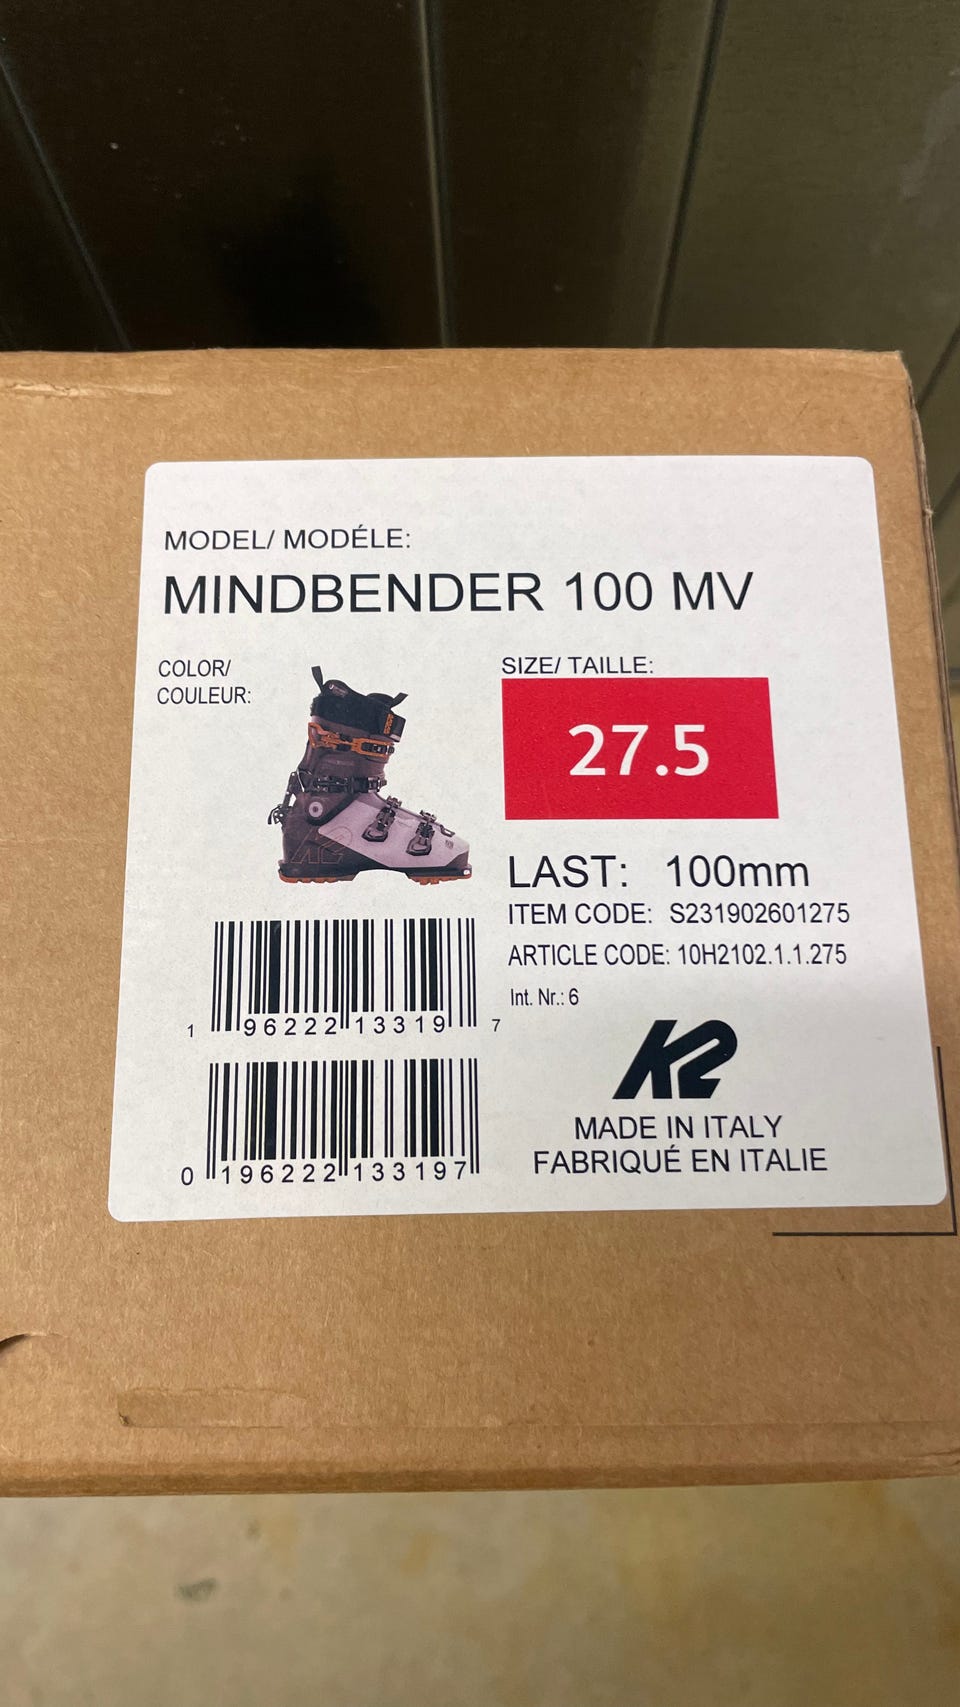 MODEL/ MODÉLE:
MINDBENDER 100 MV
COLOR/
COULEUR:
SIZE/ TAILLE:
27.5
LAST: 100mm
ITEM CODE: S231902601275
ARTICLE CODE: 10H2102.1.1.275
Int. Nr.: 6
1 96222 13319 7
0 196222 133197
K2
MADE IN ITALY
FABRIQUÉ EN ITALIE